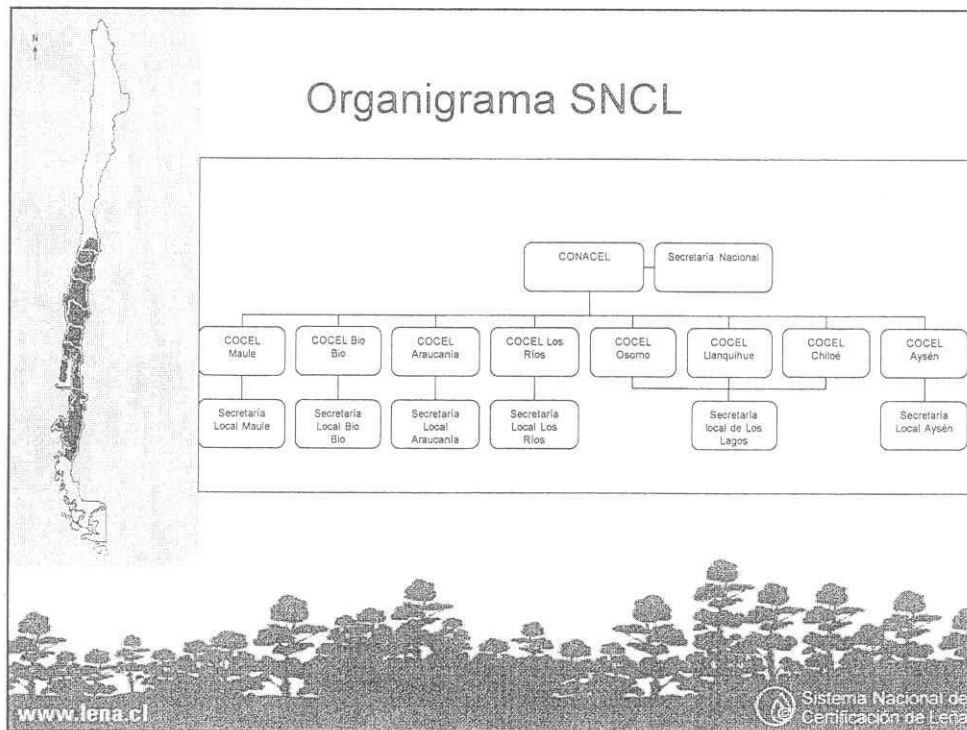 N
Organigrama SNCL
CONACEL
Secretaría Nacional
COCEL
Maule
COCEL Bio
Bio
COCEL
Araucanía
COCEL Los
Ríos
COCEL
Osorno
COCEL
Llanquihue
COCEL
Chiloé
COCEL
Aysén
Secretaría
Local Maule
Secretaría
Local Bio
Bio
Secretaría
Local
Araucanía
Secretaría
Local Los
Ríos
Secretaría
local de Los
Lagos
Secretaría
Local Aysén
www.lena.cl
Sistema Nacional de
Certificación de Leña